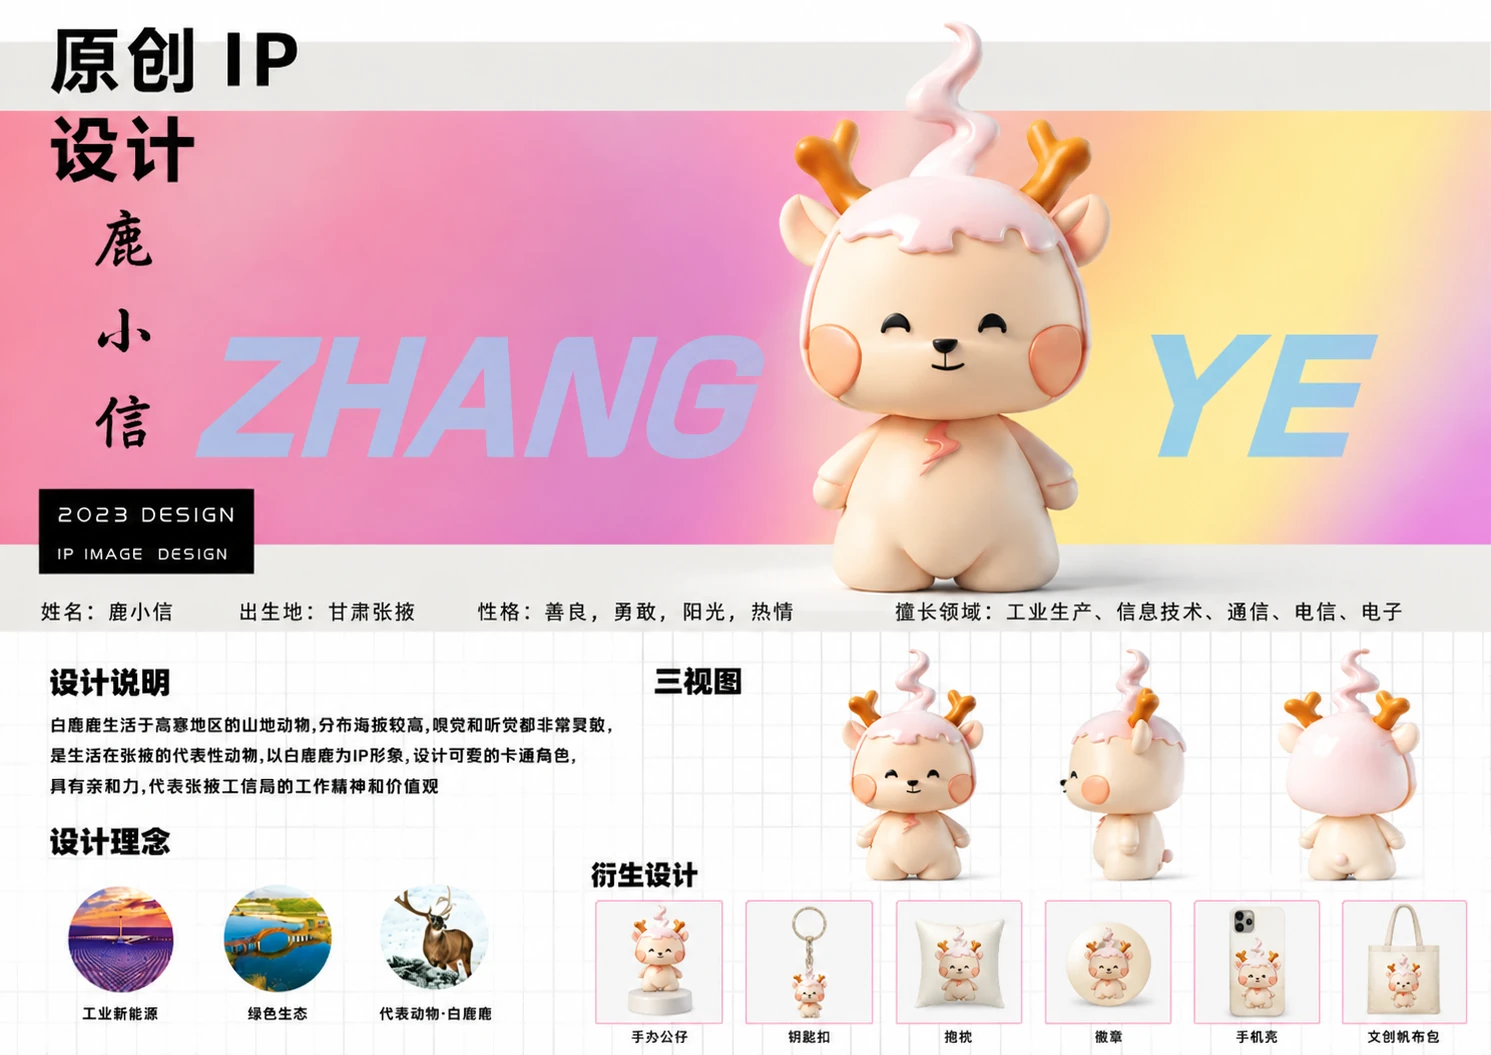 原创 IP
设计
鹿
小
信
ZHANG YE
2023 DESIGN
IP IMAGE DESIGN
姓名：鹿小信 出生地：甘肃张掖 性格：善良，勇敢，阳光，热情 擅长领域：工业生产、信息技术、通信、电信、电子
设计说明
白鹿鹿生活于高寒地区的山地动物,分布海拔较高,嗅觉和听觉都非常灵敏,
是生活在张掖的代表性动物,以白鹿鹿为IP形象,设计可爱的卡通角色,
具有亲和力,代表张掖工信局的工作精神和价值观
设计理念
工业新能源
绿色生态
代表动物·白鹿鹿
三视图
衍生设计
手办公仔
钥匙扣
抱枕
徽章
手机壳
文创帆布包